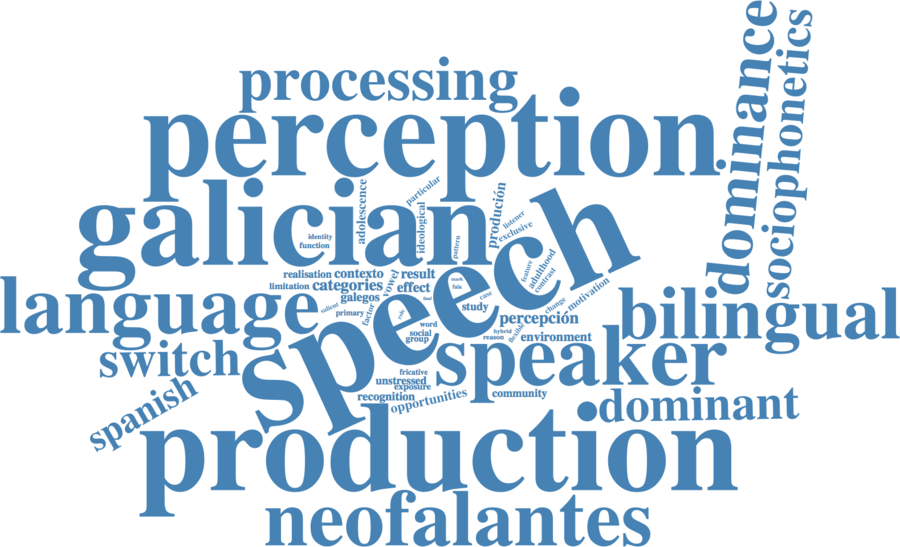 processing
perception
dominance
sociophonetics
galician
speech
language
bilingual
switch
speaker
spanish
dominant
production
neofalantes
particular
adolescence
ideological
pattern
produción
listener
exclusive
identity
function
adulthood
feature
contrast
realisation
contexto
vowel
result
limitation
categories
effect
mark
fala
galegos
final
case
study
change
motivation
salient
primary
factor
role
percepción
word
social
group
hybrid
reason
flexible
environment
fricative
unstressed
exposure
recognition
opportunities
community